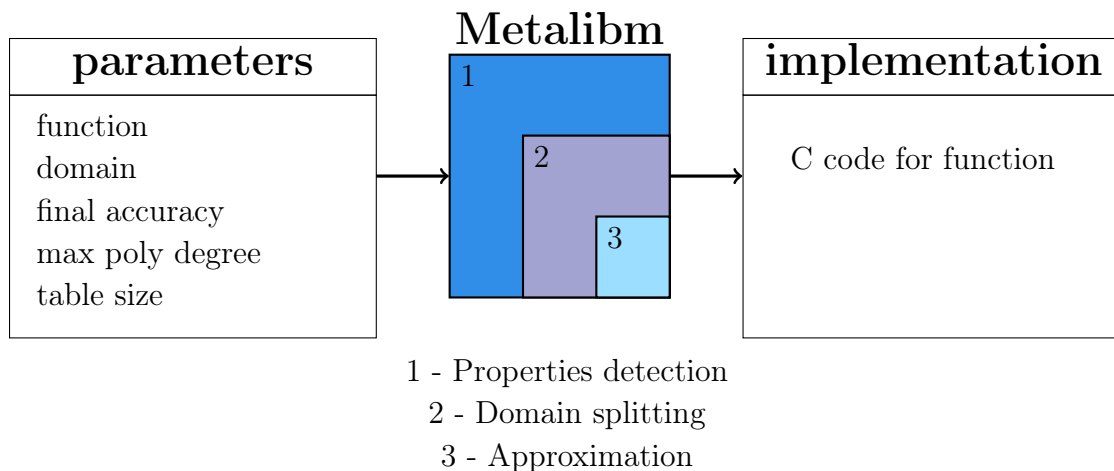 parameters
function
domain
final accuracy
max poly degree
table size
Metalibm
1
2
3
implementation
C code for function
1 - Properties detection
2 - Domain splitting
3 - Approximation